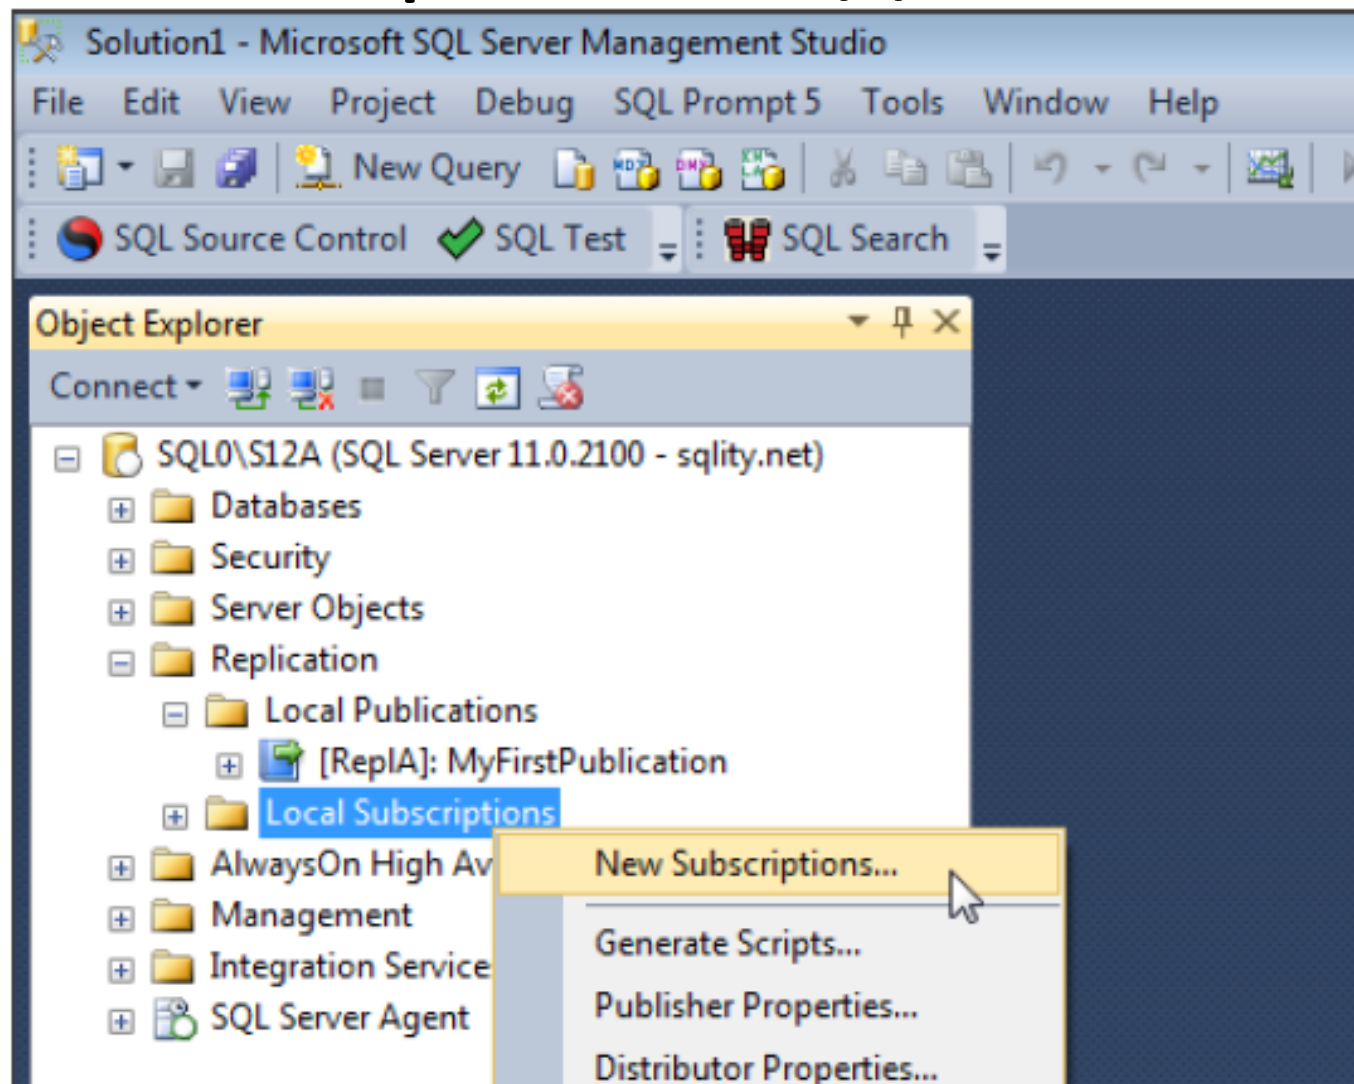 Solution1 - Microsoft SQL Server Management Studio
File Edit View Project Debug SQL Prompt 5 Tools Window Help
New Query
SQL Source Control SQL Test SQL Search
Object Explorer
Connect
SQL0\S12A (SQL Server 11.0.2100 - sqlity.net)
Databases
Security
Server Objects
Replication
Local Publications
[ReplA]: MyFirstPublication
Local Subscriptions
New Subscriptions...
AlwaysOn High Av
Management
Generate Scripts...
Integration Service
Publisher Properties...
SQL Server Agent
Distributor Properties...